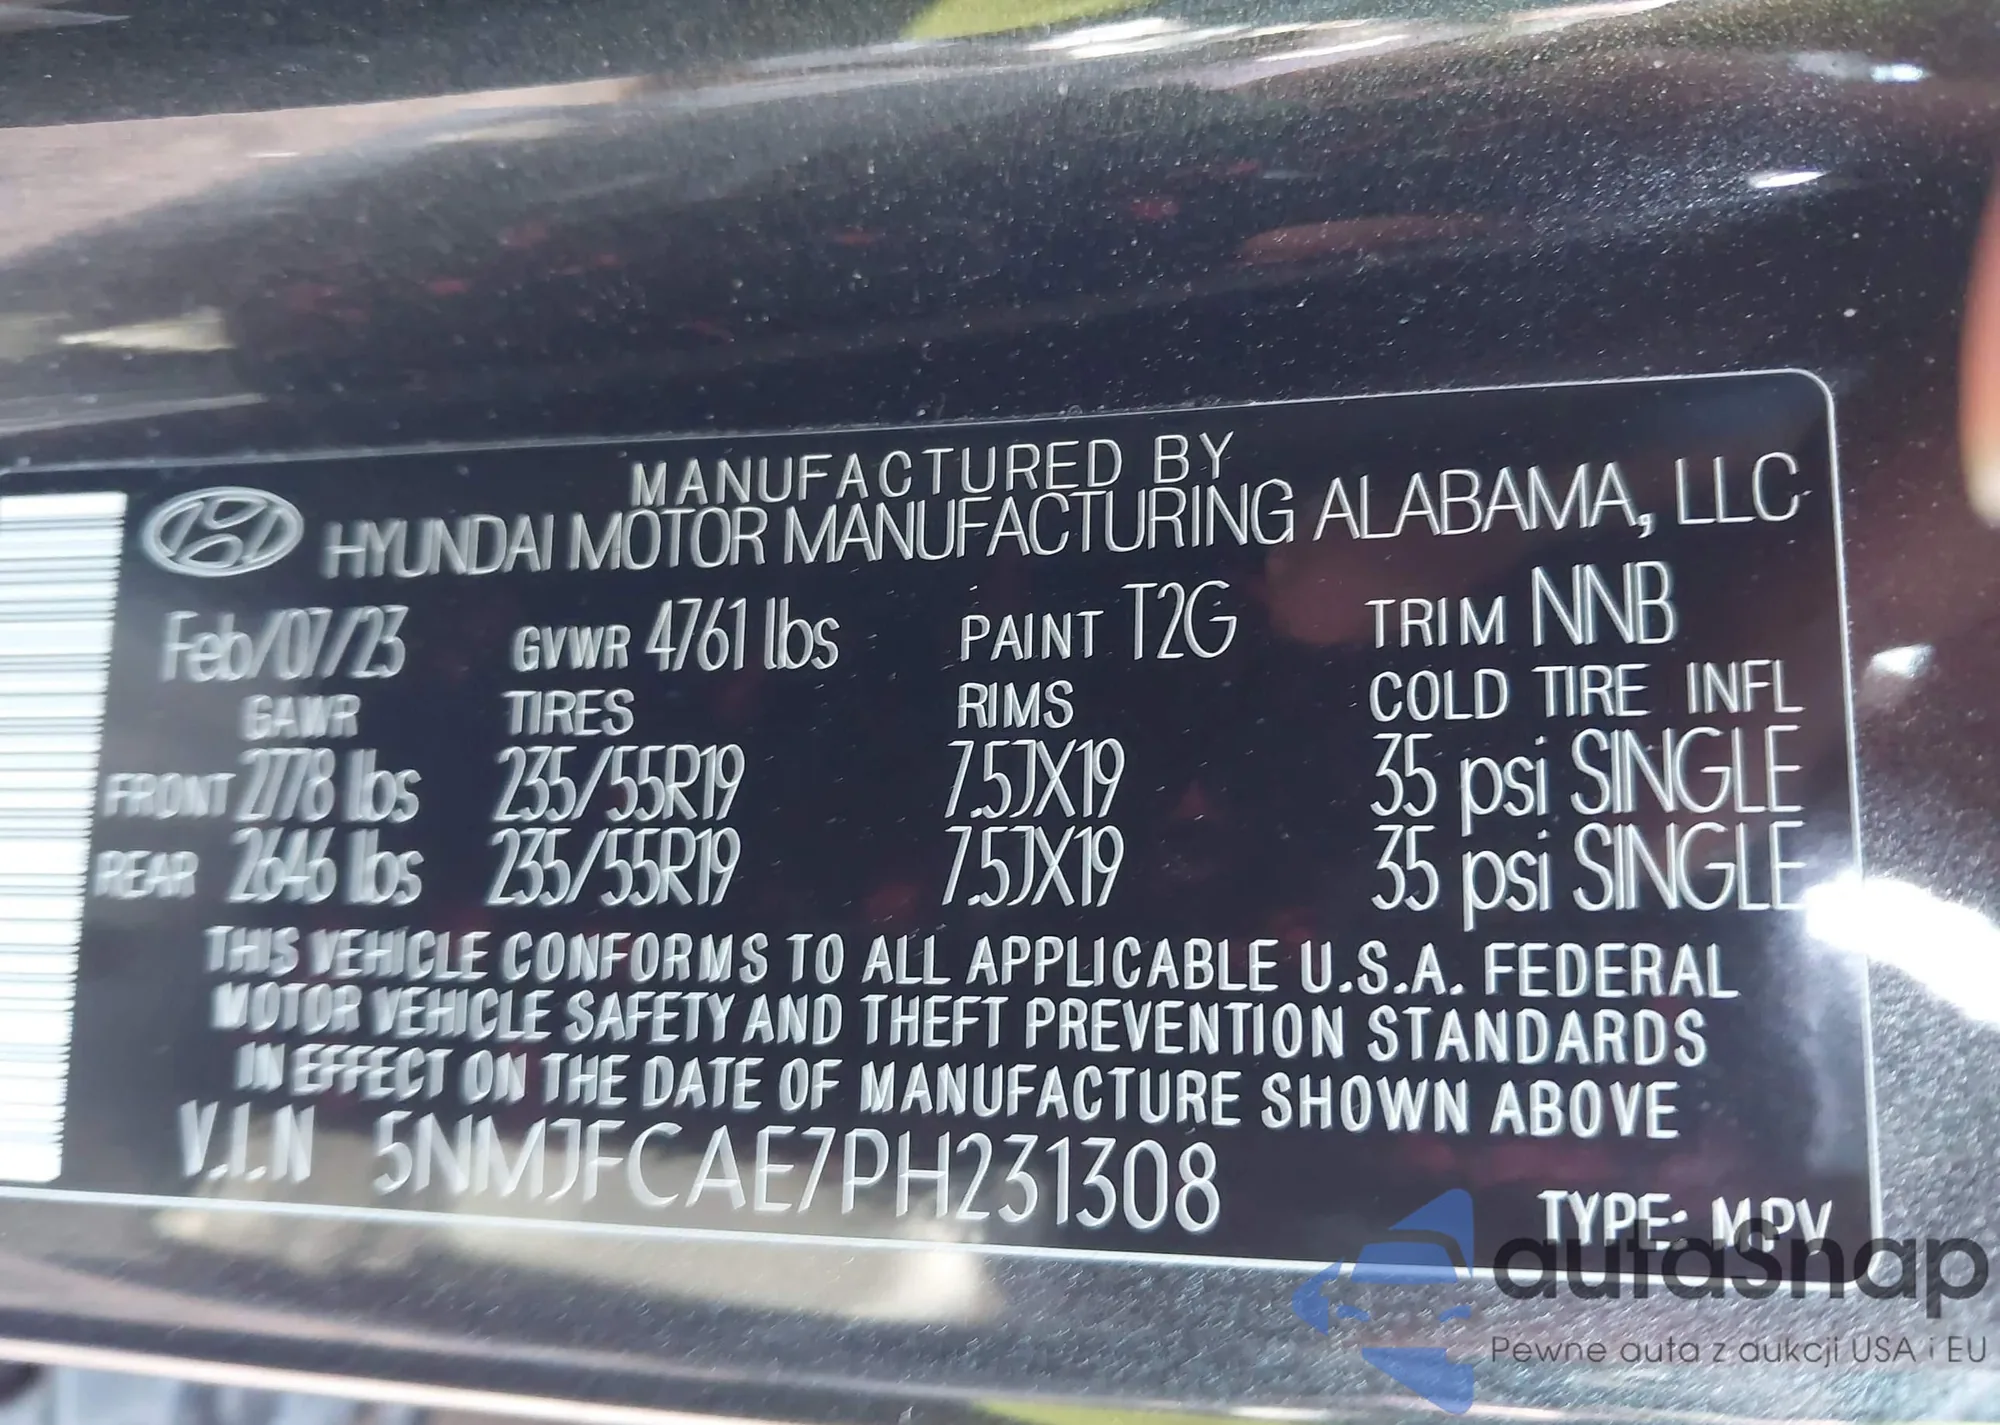 MANUFACTURED BY
HYUNDAI MOTOR MANUFACTURING ALABAMA, LLC
Feb/07/23 GVWR 4761 lbs PAINT T2G TRIM NNB
GAWR TIRES RIMS COLD TIRE INFL
FRONT 2778 lbs 235/55R19 7.5JX19 35 psi SINGLE
REAR 2646 lbs 235/55R19 7.5JX19 35 psi SINGLE
THIS VEHICLE CONFORMS TO ALL APPLICABLE U.S.A. FEDERAL
MOTOR VEHICLE SAFETY AND THEFT PREVENTION STANDARDS
IN EFFECT ON THE DATE OF MANUFACTURE SHOWN ABOVE
V.I.N 5NMJFCAE7PH231308
TYPE: MPV
autaSnap
Pewne auta z aukcji USA i EU